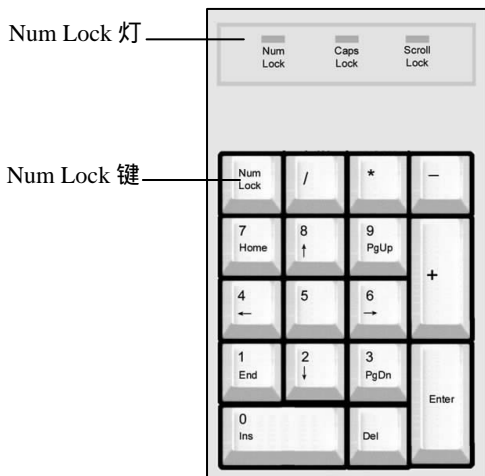 Num Lock 灯
Num Lock
Caps Lock
Scroll Lock
Num Lock 键
Num Lock
/
*
–
7 Home
8 ↑
9 PgUp
+
4 ←
5
6 →
1 End
2 ↓
3 PgDn
Enter
0 Ins
Del